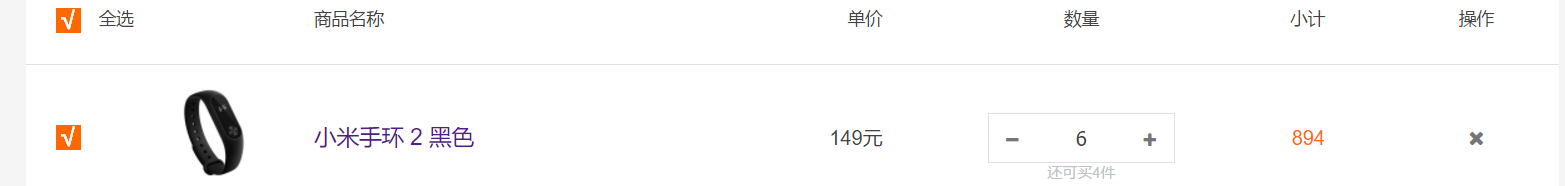 √ 全选 商品名称 单价 数量 小计 操作
√ 小米手环 2 黑色 149元 − 6 + 894 ✖
还可买4件